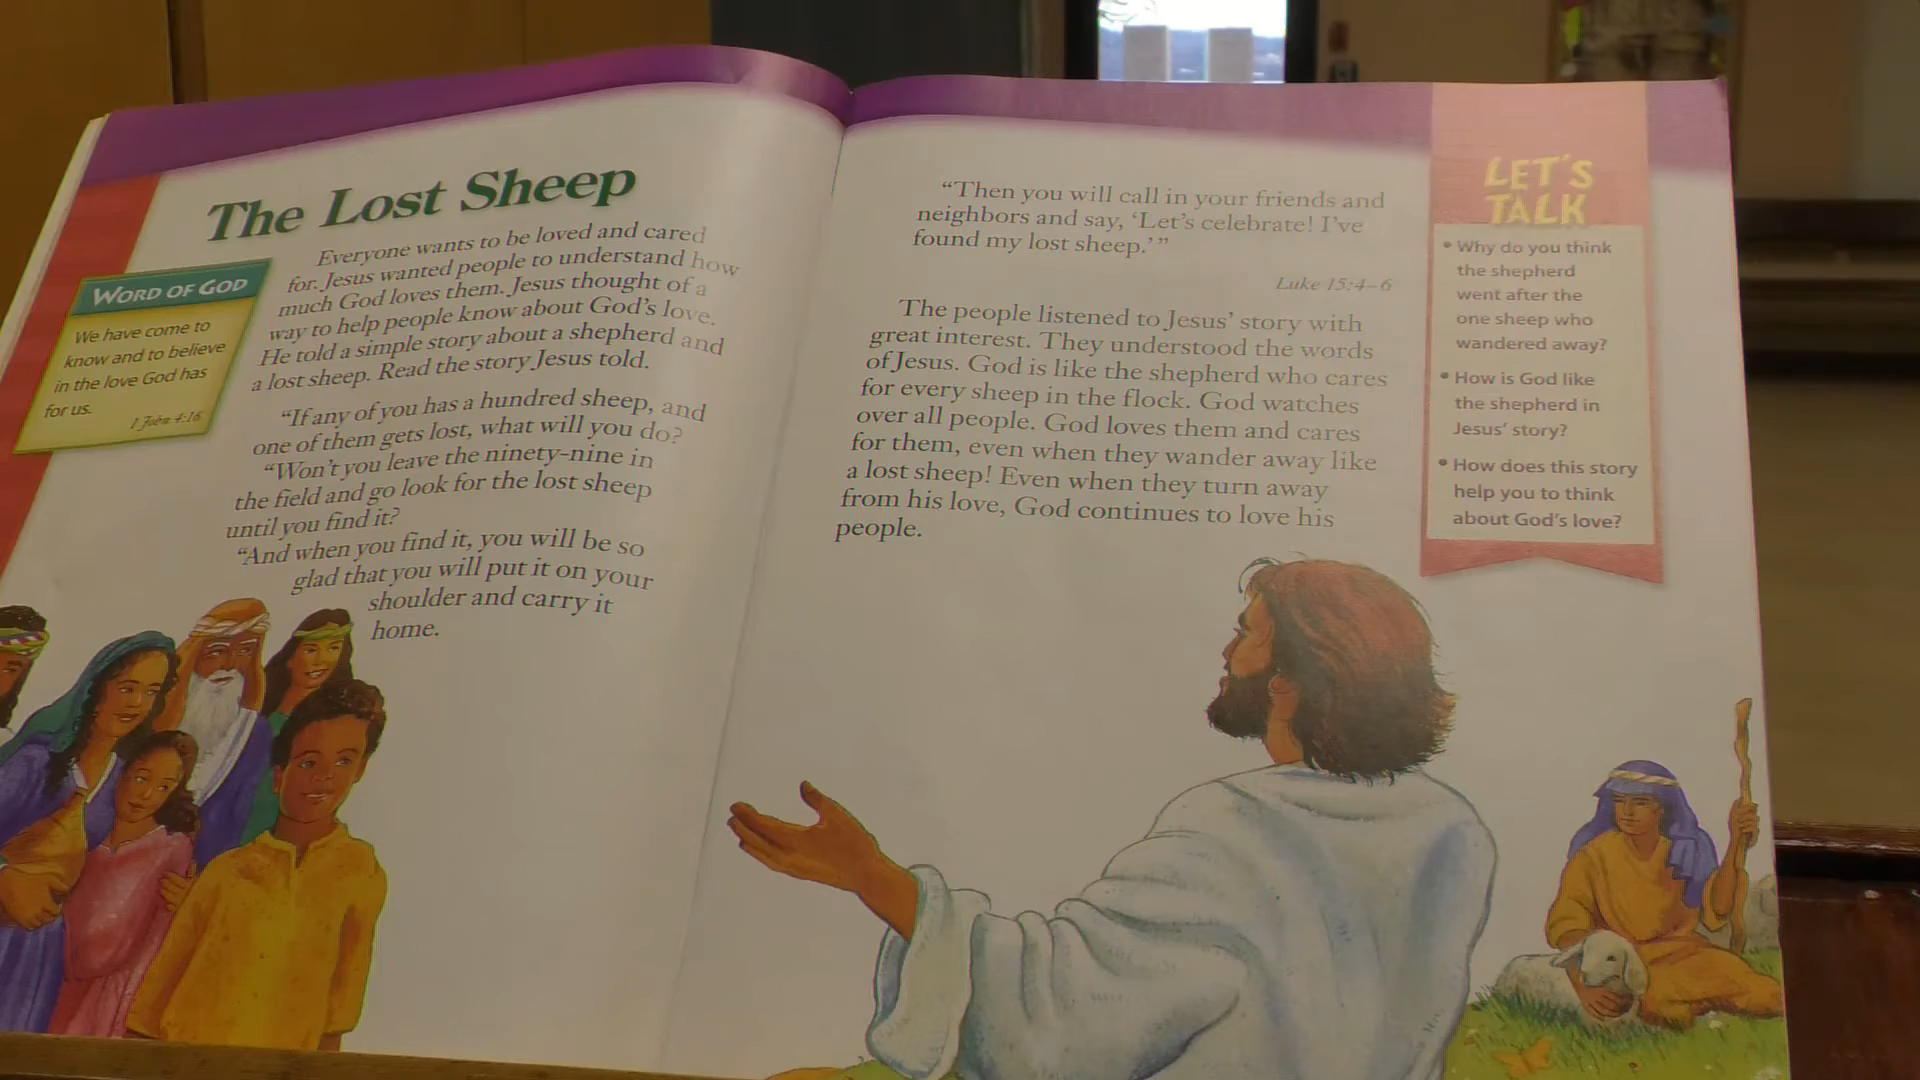 The Lost Sheep
Everyone wants to be loved and cared
for. Jesus wanted people to understand how
much God loves them. Jesus thought of a
way to help people know about God's love.
He told a simple story about a shepherd and
a lost sheep. Read the story Jesus told.
WORD OF GOD
We have come to
know and to believe
in the love God has
for us.
1 John 4:16
“If any of you has a hundred sheep, and
one of them gets lost, what will you do?
“Won't you leave the ninety-nine in
the field and go look for the lost sheep
until you find it?
“And when you find it, you will be so
glad that you will put it on your
shoulder and carry it
home.
“Then you will call in your friends and
neighbors and say, ‘Let's celebrate! I've
found my lost sheep.’”
Luke 15:4–6
The people listened to Jesus' story with
great interest. They understood the words
of Jesus. God is like the shepherd who cares
for every sheep in the flock. God watches
over all people. God loves them and cares
for them, even when they wander away like
a lost sheep! Even when they turn away
from his love, God continues to love his
people.
LET'S
TALK
• Why do you think
the shepherd
went after the
one sheep who
wandered away?
• How is God like
the shepherd in
Jesus' story?
• How does this story
help you to think
about God's love?